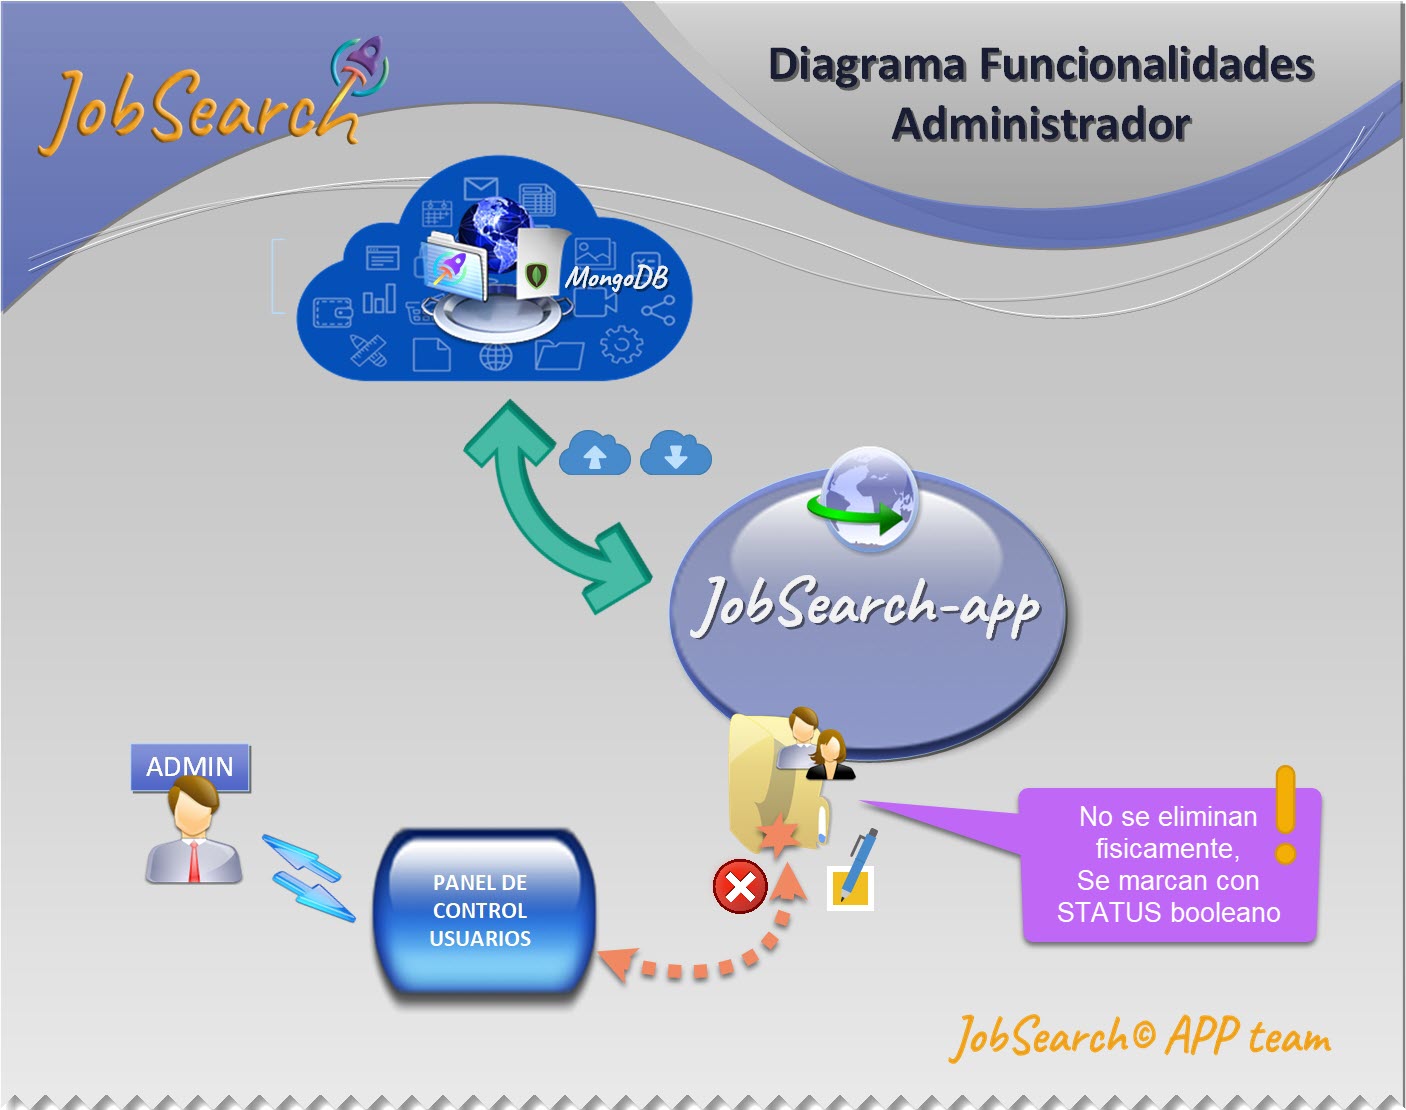 JobSearch
Diagrama Funcionalidades
Administrador
MongoDB
JobSearch-app
ADMIN
PANEL DE
CONTROL
USUARIOS
No se eliminan
fisicamente,
Se marcan con
STATUS booleano
JobSearch© APP team